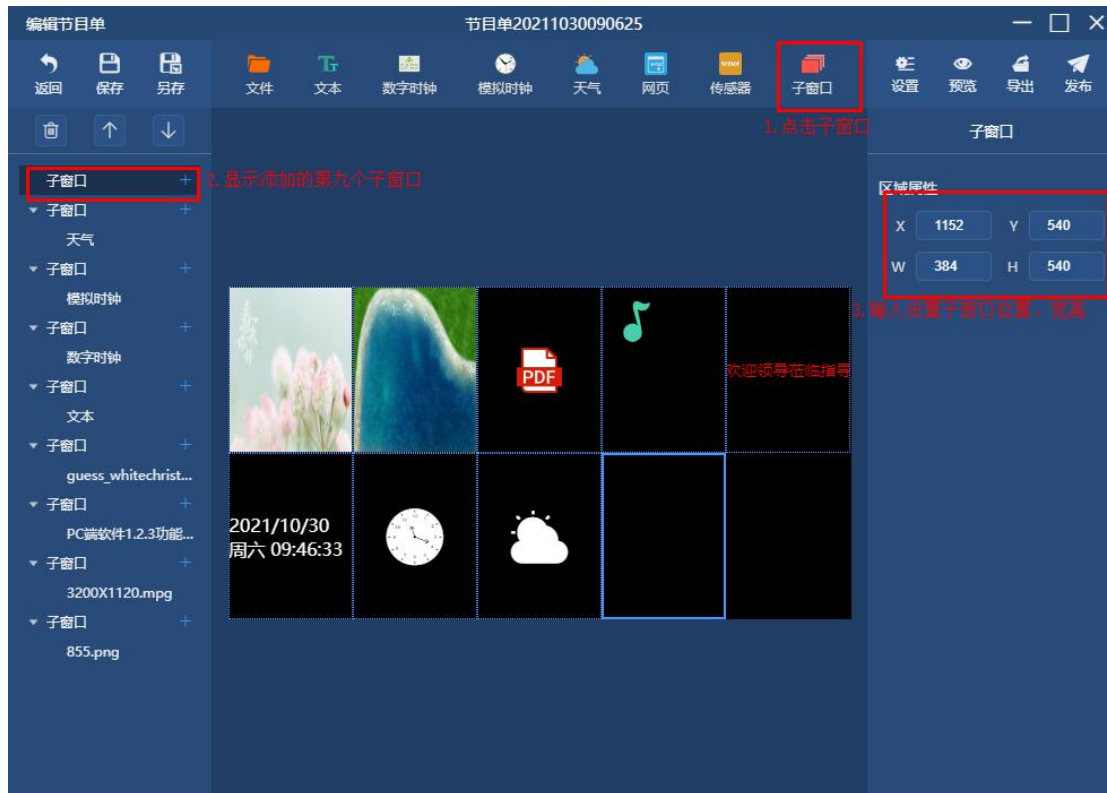 编辑节目单
节目单20211030090625
返回 保存 另存 文件 文本 数字时钟 模拟时钟 天气 网页 传感器 子窗口 设置 预览 导出 发布
1.点击子窗口
子窗口
子窗口 +
2.显示添加的第九个子窗口
区域属性
子窗口 +
X 1152 Y 540
天气
子窗口 +
W 384 H 540
模拟时钟
3.输入设置子窗口位置、宽高
子窗口 +
数字时钟
PDF
欢迎领导莅临指导
子窗口 +
文本
子窗口 +
guess_whitechrist...
子窗口 +
PC端软件1.2.3功能...
2021/10/30
周六 09:46:33
子窗口 +
3200X1120.mpg
子窗口 +
855.png